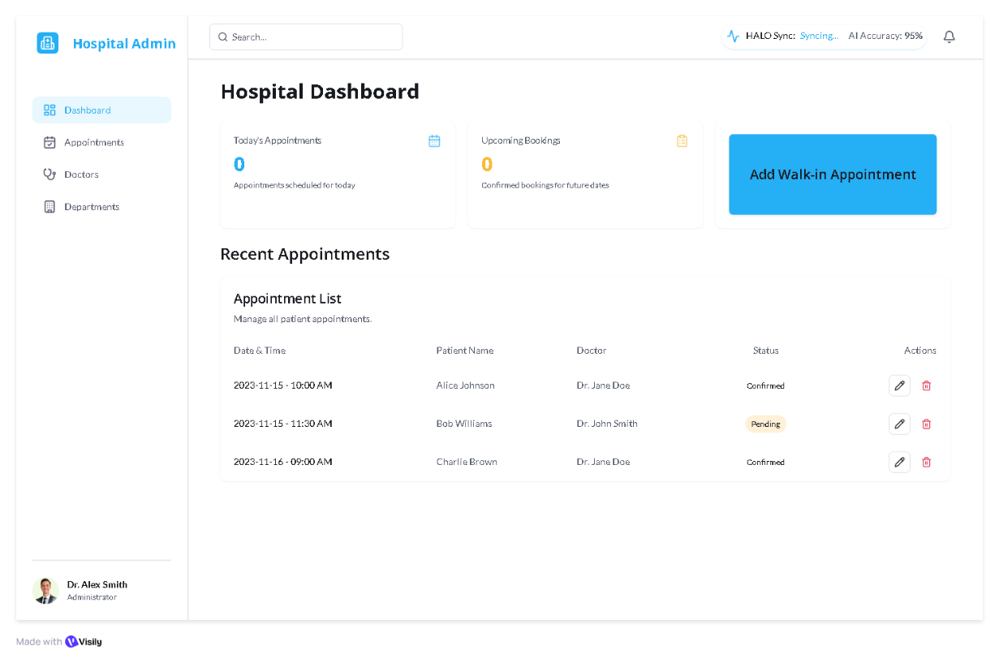 Hospital Admin
Search...
HALO Sync: Syncing... AI Accuracy: 95%
Dashboard
Appointments
Doctors
Departments
Dr. Alex Smith
Administrator
Hospital Dashboard
Today's Appointments
0
Appointments scheduled for today
Upcoming Bookings
0
Confirmed bookings for future dates
Add Walk-in Appointment
Recent Appointments
Appointment List
Manage all patient appointments.
Date & Time Patient Name Doctor Status Actions
2023-11-15 - 10:00 AM Alice Johnson Dr. Jane Doe Confirmed
2023-11-15 - 11:30 AM Bob Williams Dr. John Smith Pending
2023-11-16 - 09:00 AM Charlie Brown Dr. Jane Doe Confirmed
Made with Visily